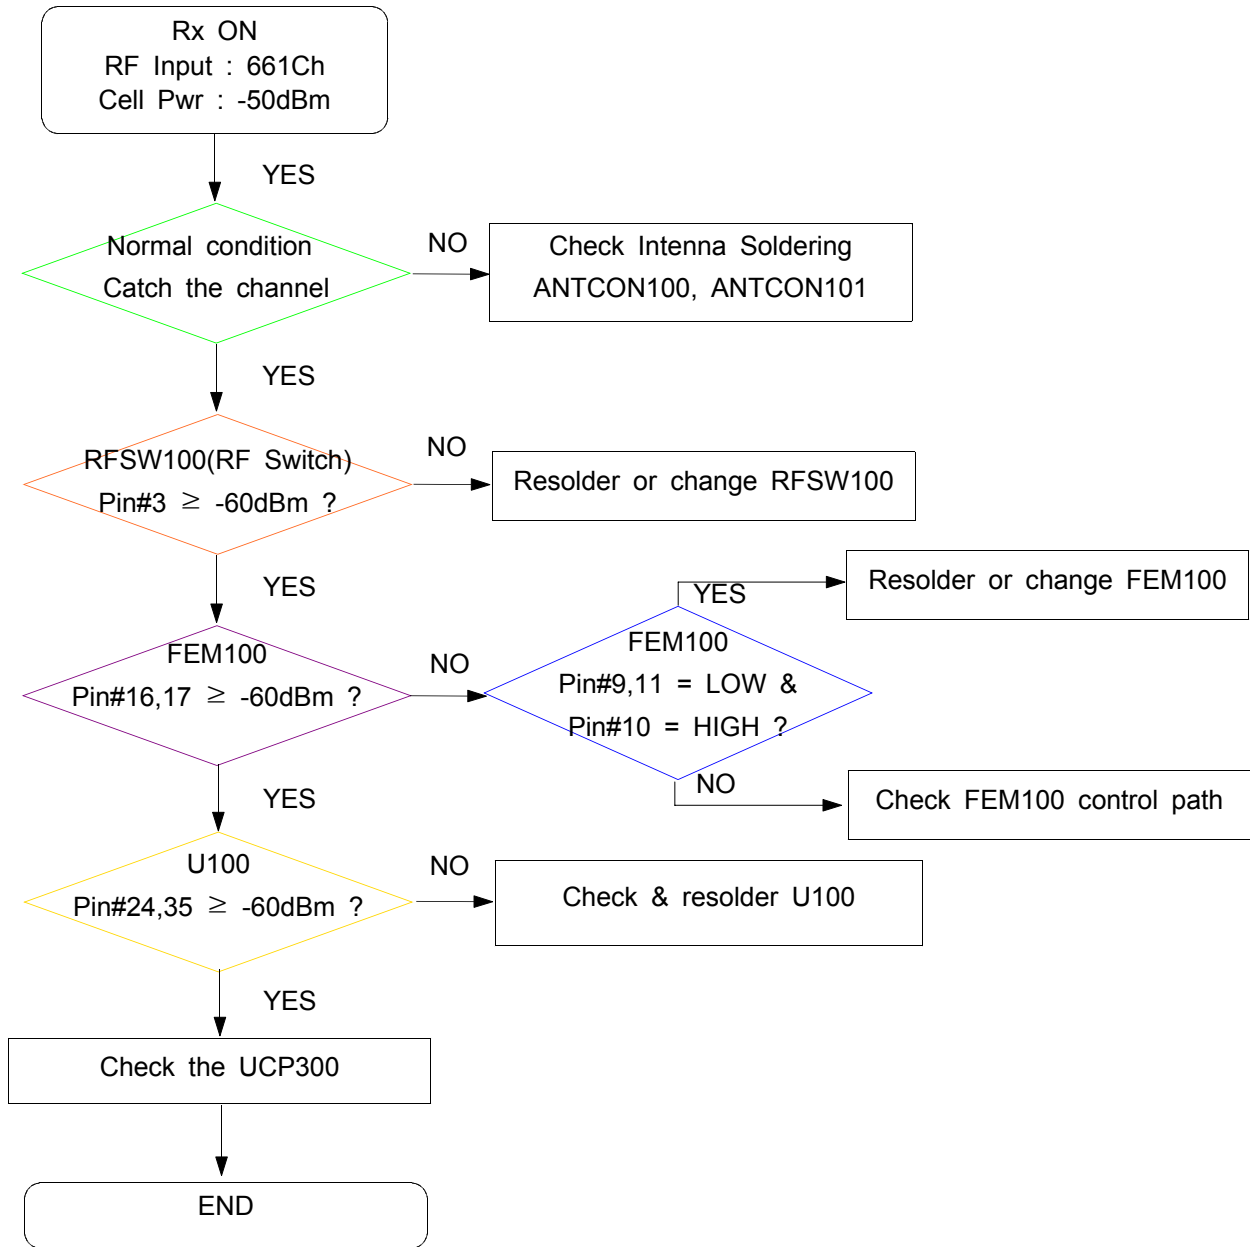 Rx ON
RF Input : 661Ch
Cell Pwr : -50dBm
YES
Normal condition
Catch the channel
NO
Check Intenna Soldering
ANTCON100, ANTCON101
YES
RFSW100(RF Switch)
Pin#3 ≥ -60dBm ?
NO
Resolder or change RFSW100
YES
FEM100
Pin#16,17 ≥ -60dBm ?
NO
FEM100
Pin#9,11 = LOW &
Pin#10 = HIGH ?
YES
Resolder or change FEM100
NO
Check FEM100 control path
YES
U100
Pin#24,35 ≥ -60dBm ?
NO
Check & resolder U100
YES
Check the UCP300
END